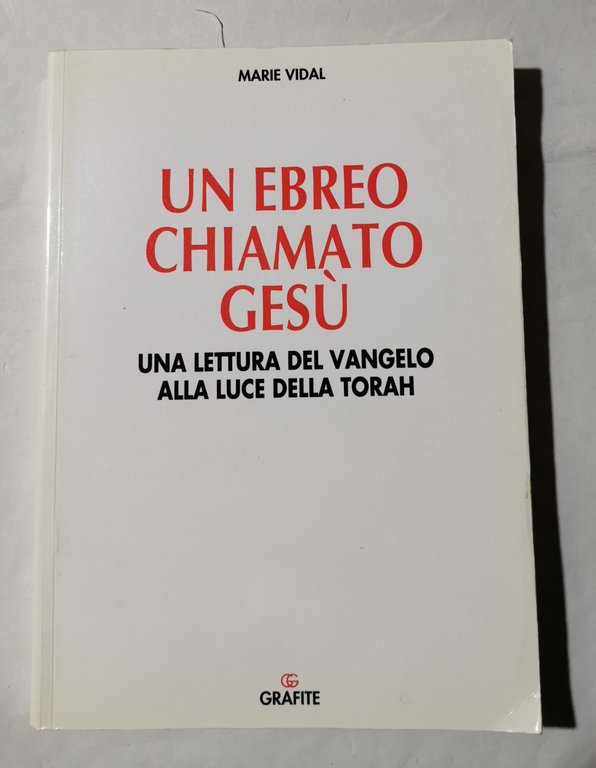 MARIE VIDAL
UN EBREO
CHIAMATO
GESÙ
UNA LETTURA DEL VANGELO
ALLA LUCE DELLA TORAH
G
GRAFITE